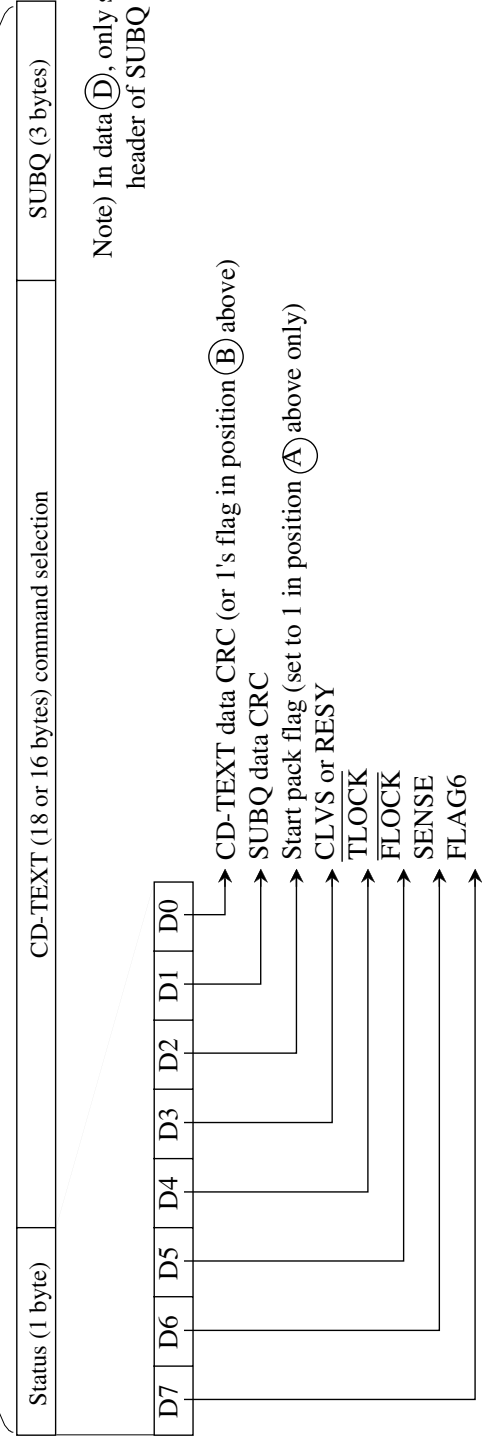 Status (1 byte) CD-TEXT (18 or 16 bytes) command selection SUBQ (3 bytes)
Note) In data Ⓓ, only
header of SUBQ
D7 D6 D5 D4 D3 D2 D1 D0
CD-TEXT data CRC (or 1's flag in position Ⓑ above)
SUBQ data CRC
Start pack flag (set to 1 in position Ⓐ above only)
CLVS or RESY
TLOCK
FLOCK
SENSE
FLAG6